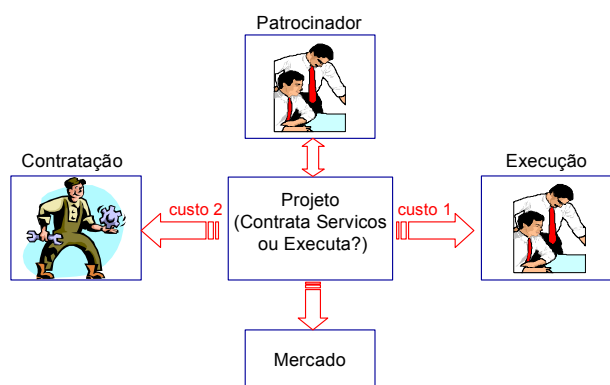 Patrocinador
Contratação
Execução
custo 2
Projeto
(Contrata Servicos
ou Executa?)
custo 1
Mercado